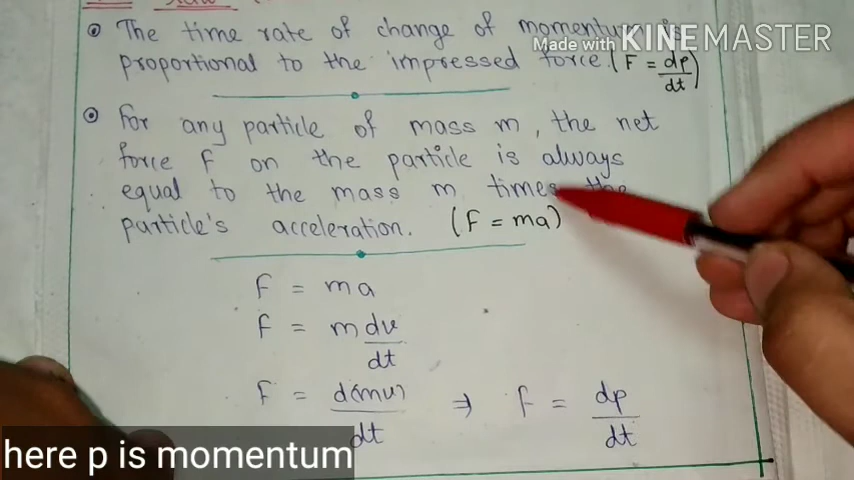 The time rate of change of momentum is
Made with KINEMASTER
proportional to the impressed force. (F = dp/dt)
For any particle of mass m, the net
force F on the particle is always
equal to the mass m times the
particle's acceleration. (F = ma)
F = ma
F = m dv/dt
F = d(mv)/dt ⇒ F = dp/dt
here p is momentum